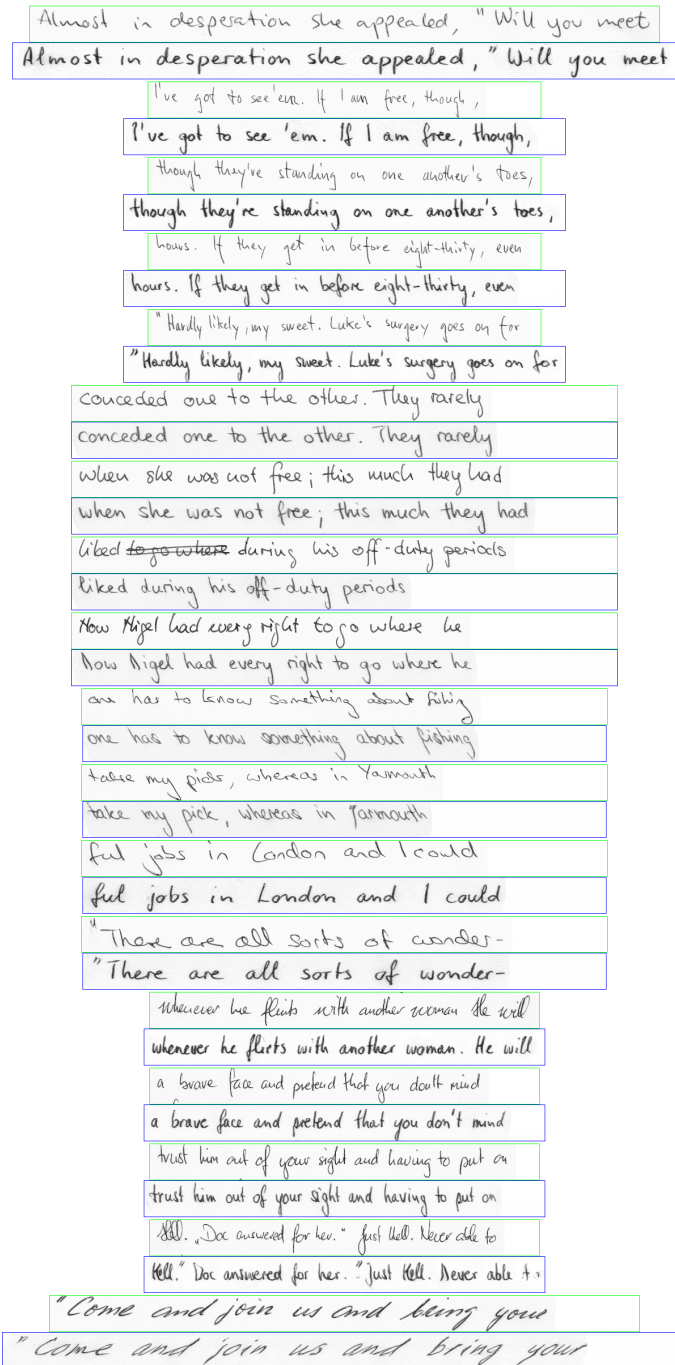 Almost in desperation she appealed, "Will you meet
Almost in desperation she appealed, "Will you meet
I've got to see 'em. If I am free, though,
I've got to see 'em. If I am free, though,
though they're standing on one another's toes,
though they're standing on one another's toes,
hours. If they get in before eight-thirty, even
hours. If they get in before eight-thirty, even
"Hardly likely, my sweet. Luke's surgery goes on for
"Hardly likely, my sweet. Luke's surgery goes on for
conceded one to the other. They rarely
conceded one to the other. They rarely
when she was not free; this much they had
when she was not free; this much they had
liked to go where during his off-duty periods
liked during his off-duty periods
Now Nigel had every right to go where he
Now Nigel had every right to go where he
one has to know something about fishing
one has to know something about fishing
take my pick, whereas in Yarmouth
take my pick, whereas in Yarmouth
ful jobs in London and I could
ful jobs in London and I could
"There are all sorts of wonder-
"There are all sorts of wonder-
whenever he flirts with another woman He will
whenever he flirts with another woman. He will
a brave face and pretend that you don't mind
a brave face and pretend that you don't mind
trust him out of your sight and having to put on
trust him out of your sight and having to put on
Hell. „Doc answered for her." Just Hell. Never able to
Hell." Doc answered for her. "Just Hell. Never able to
"Come and join us and bring your
"Come and join us and bring your